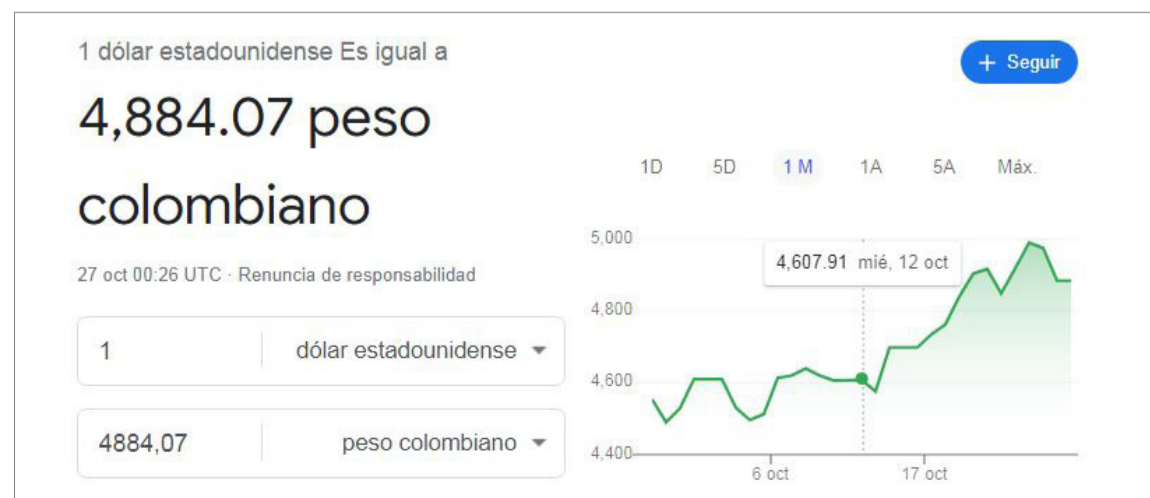 1 dólar estadounidense Es igual a
+ Seguir
4,884.07 peso
colombiano
27 oct 00:26 UTC · Renuncia de responsabilidad
1 dólar estadounidense
4884,07 peso colombiano
1D 5D 1 M 1A 5A Máx.
5,000
4,607.91 mié, 12 oct
4,800
4,600
4,400
6 oct 17 oct